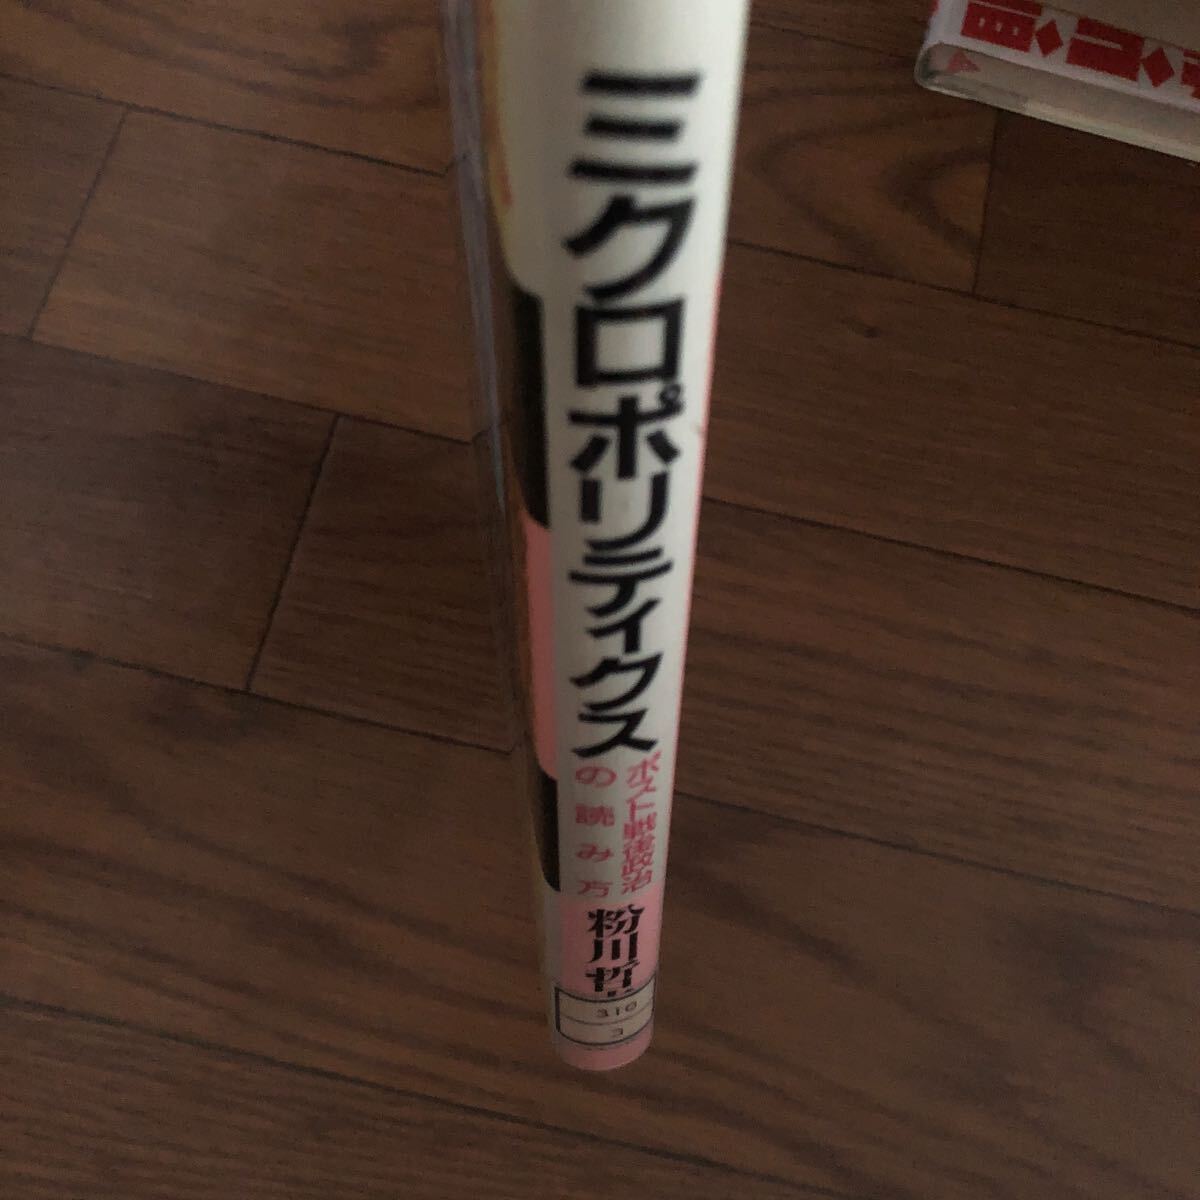 ミクロポリティクス
ポスト戦後政治
の読み方
粉川哲
310
3